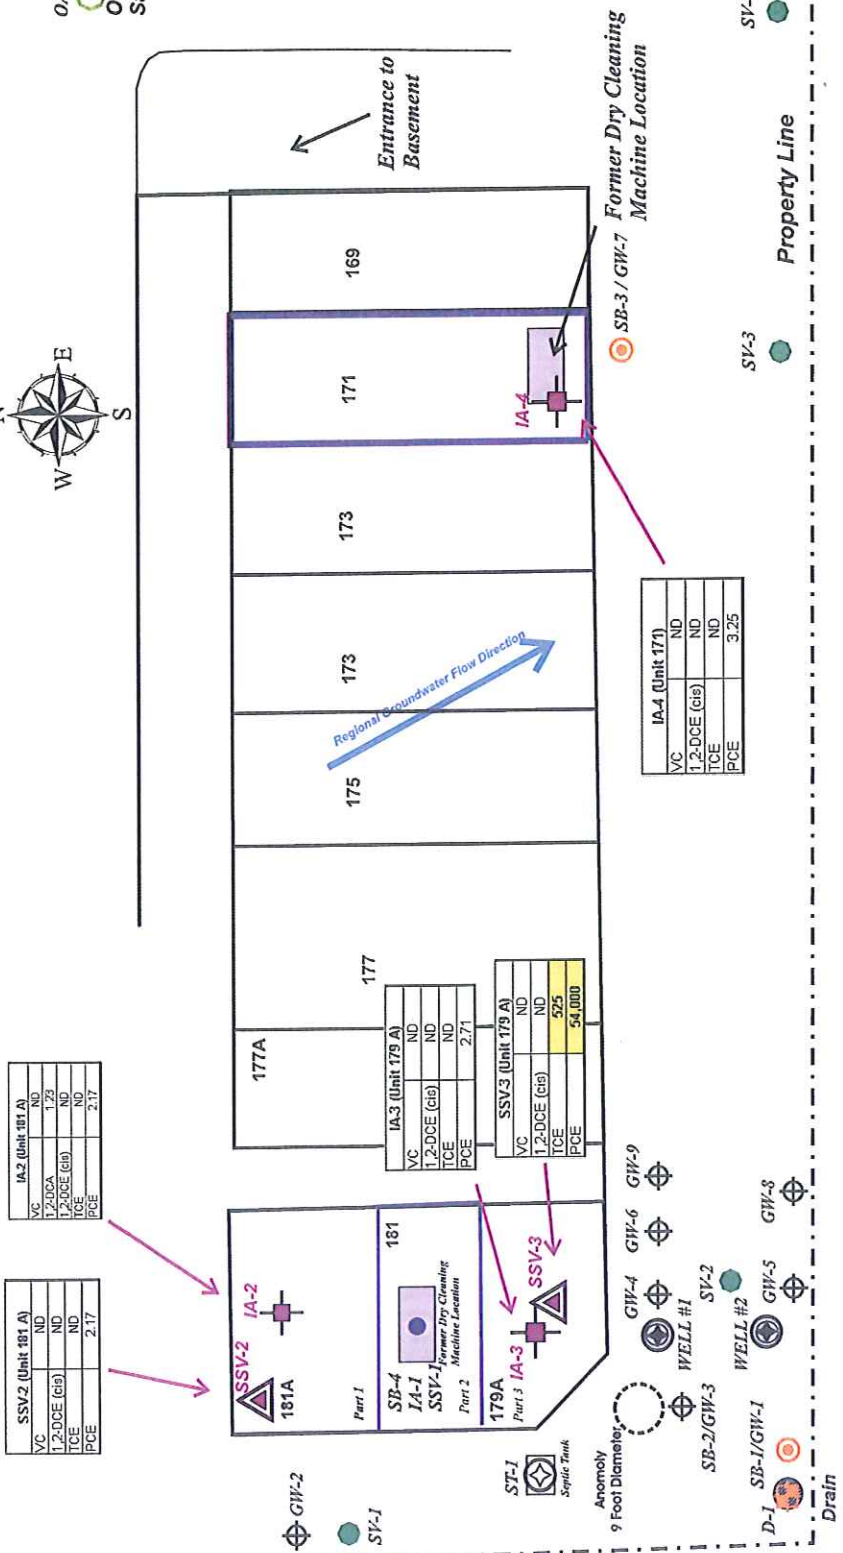 N
W
E
S
Entrance to
Basement
169
171
173
173
175
177
177A
Regional Groundwater Flow Direction
IA-4
Former Dry Cleaning
Machine Location
SB-3 / GW-7
SV-3
SV-
Property Line
IA-4 (Unit 171)
VC ND
1,2-DCE (cis) ND
TCE ND
PCE 3.25
IA-3 (Unit 179 A)
VC ND
1,2-DCE (cis) ND
TCE ND
PCE 2.71
SSV-3 (Unit 179 A)
VC ND
1,2-DCE (cis) ND
TCE 525
PCE 54,000
IA-2 (Unit 181 A)
VC ND
1,2-DCA 1.23
1,2-DCE (cis) ND
TCE ND
PCE 2.17
SSV-2 (Unit 181 A)
VC ND
1,2-DCE (cis) ND
TCE ND
PCE 2.17
IA-2
SSV-2
181A
Part 1
181
SB-4
IA-1
SSV-1
Former Dry Cleaning
Machine Location
Part 2
179A
Part 3
IA-3
SSV-3
GW-2
SV-1
ST-1
Septic Tank
Anomoly
9 Foot Diameter
GW-4
GW-6
GW-9
WELL #1
SV-2
WELL #2
GW-5
GW-8
SB-2/GW-3
SB-1/GW-1
D-1
Drain